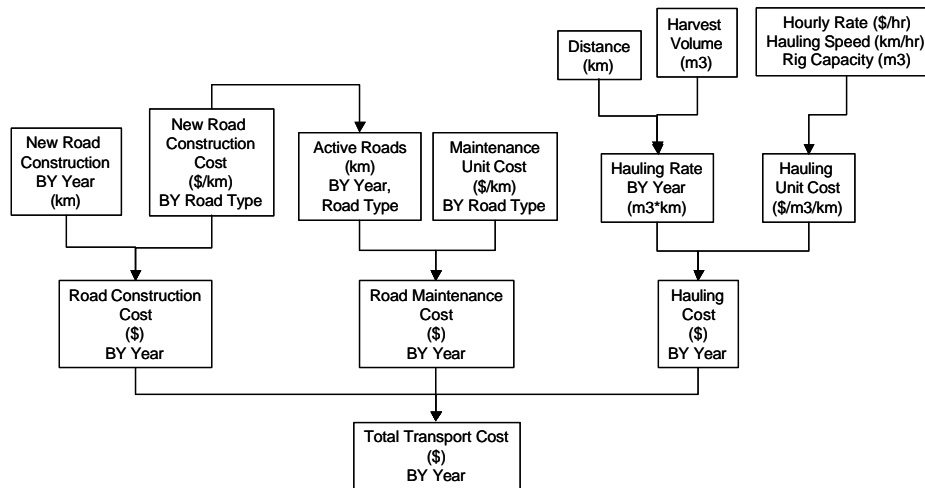 Distance
(km)
Harvest
Volume
(m3)
Hourly Rate ($/hr)
Hauling Speed (km/hr)
Rig Capacity (m3)
New Road
Construction
BY Year
(km)
New Road
Construction
Cost
($/km)
BY Road Type
Active Roads
(km)
BY Year,
Road Type
Maintenance
Unit Cost
($/km)
BY Road Type
Hauling Rate
BY Year
(m3*km)
Hauling
Unit Cost
($/m3/km)
Road Construction
Cost
($)
BY Year
Road Maintenance
Cost
($)
BY Year
Hauling
Cost
($)
BY Year
Total Transport Cost
($)
BY Year